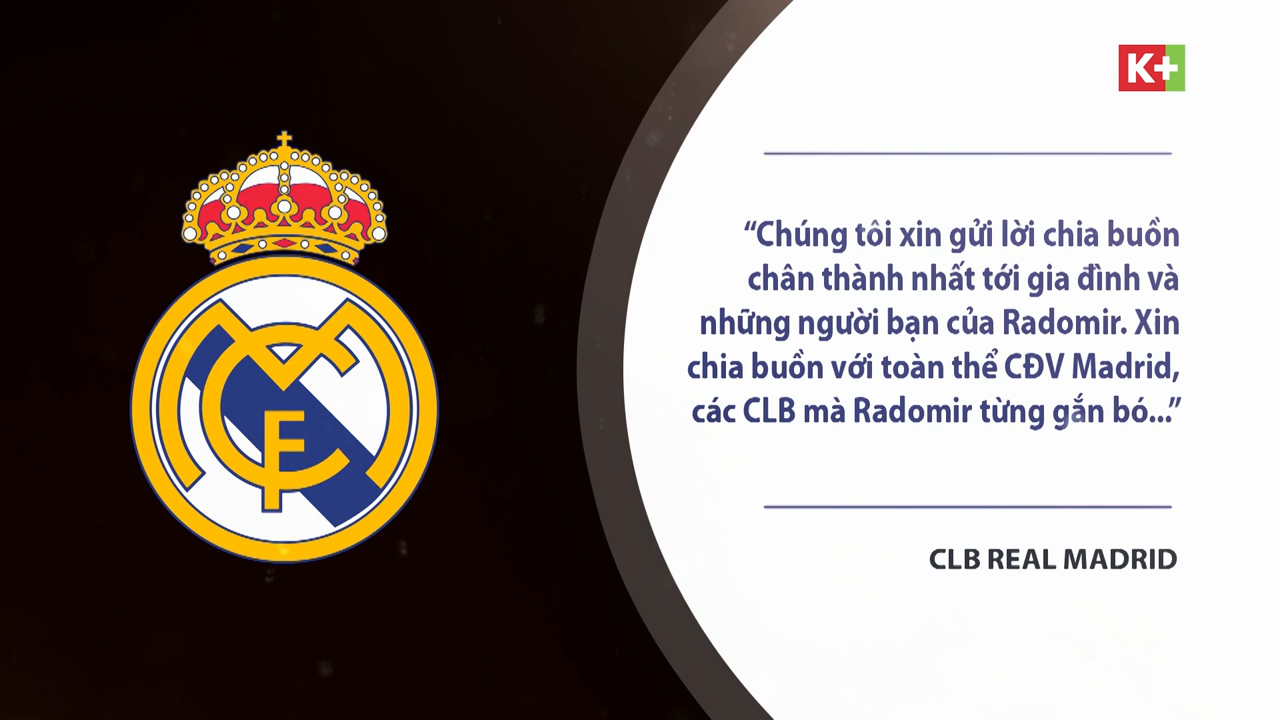 K+
“Chúng tôi xin gửi lời chia buồn
chân thành nhất tới gia đình và
những người bạn của Radomir. Xin
chia buồn với toàn thể CĐV Madrid,
các CLB mà Radomir từng gắn bó...”
CLB REAL MADRID